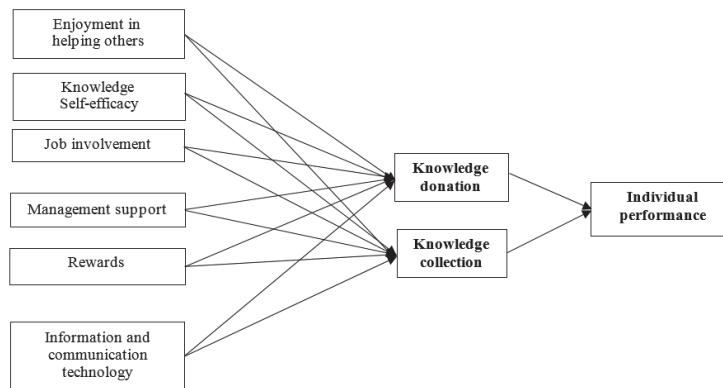 Enjoyment in
helping others
Knowledge
Self-efficacy
Job involvement
Management support
Rewards
Information and
communication
technology
Knowledge
donation
Knowledge
collection
Individual
performance